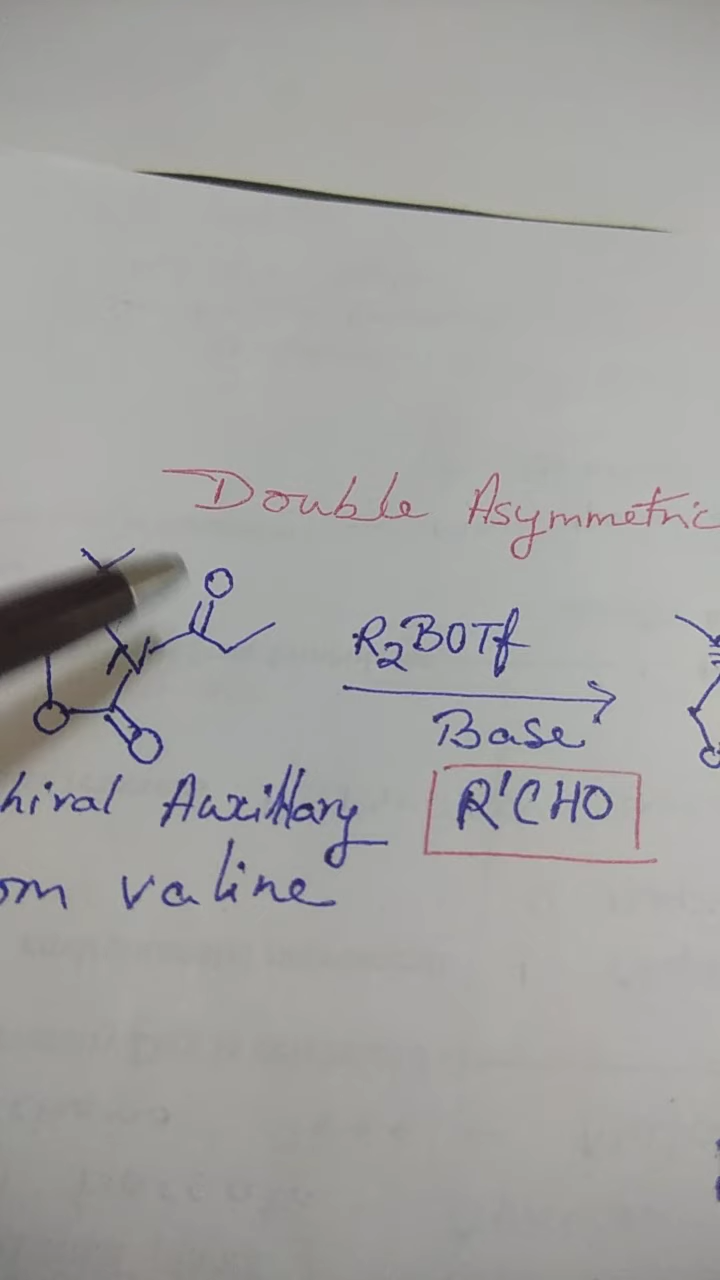 Double Asymmetric
O
N
R₂BOTf
O
O
Base
hiral Auxillary
R'CHO
om valine